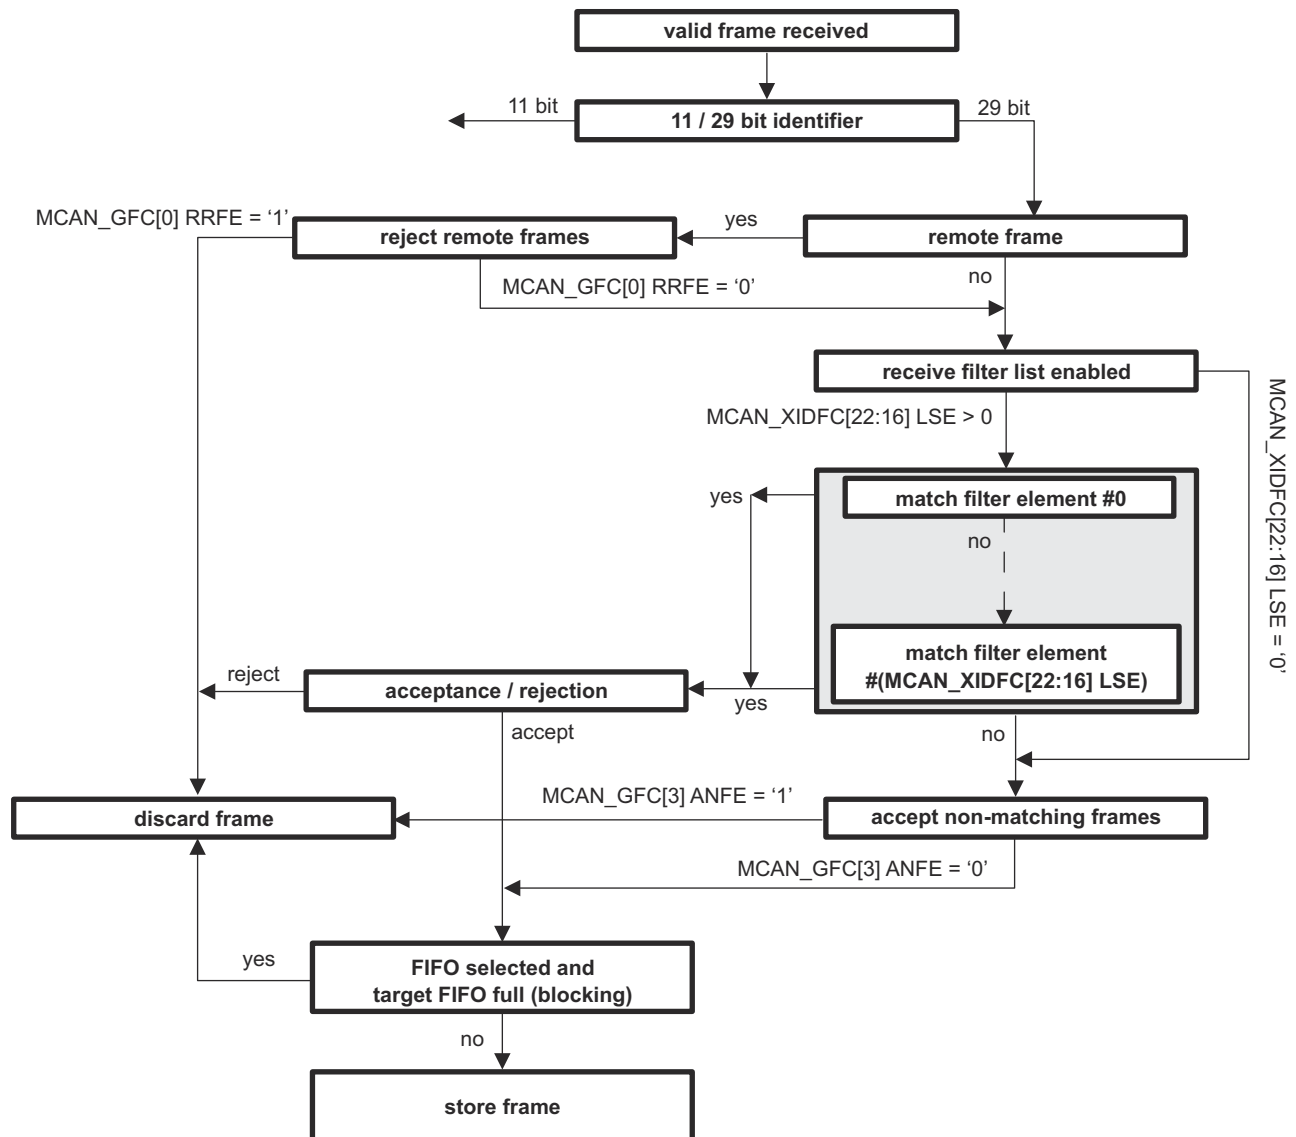 valid frame received
11 bit
11 / 29 bit identifier
29 bit
MCAN_GFC[0] RRFE = ‘1’
reject remote frames
yes
remote frame
MCAN_GFC[0] RRFE = ‘0’
no
receive filter list enabled
MCAN_XIDFC[22:16] LSE > 0
MCAN_XIDFC[22:16] LSE = ‘0’
yes
match filter element #0
no
match filter element
#(MCAN_XIDFC[22:16] LSE)
reject
acceptance / rejection
yes
accept
no
discard frame
MCAN_GFC[3] ANFE = ‘1’
accept non-matching frames
MCAN_GFC[3] ANFE = ‘0’
yes
FIFO selected and
target FIFO full (blocking)
no
store frame